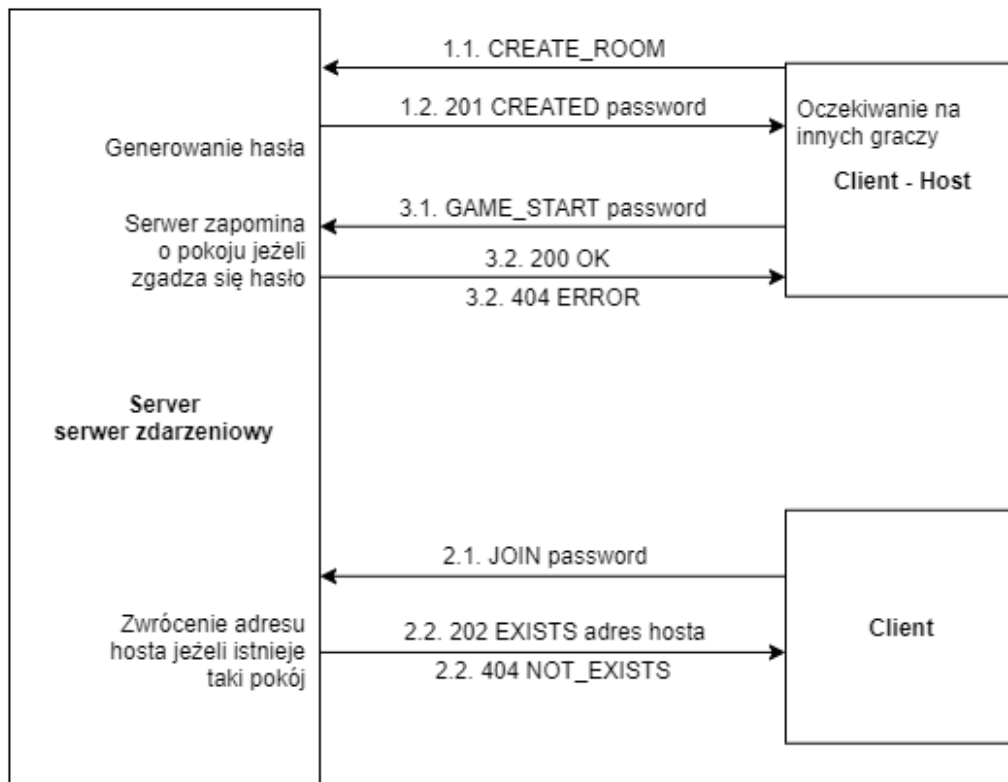 1.1. CREATE_ROOM
1.2. 201 CREATED password
Generowanie hasła
Oczekiwanie na
innych graczy
Client - Host
3.1. GAME_START password
Serwer zapomina
o pokoju jeżeli
zgadza się hasło
3.2. 200 OK
3.2. 404 ERROR
Server
serwer zdarzeniowy
2.1. JOIN password
Zwrócenie adresu
hosta jeżeli istnieje
taki pokój
2.2. 202 EXISTS adres hosta
2.2. 404 NOT_EXISTS
Client